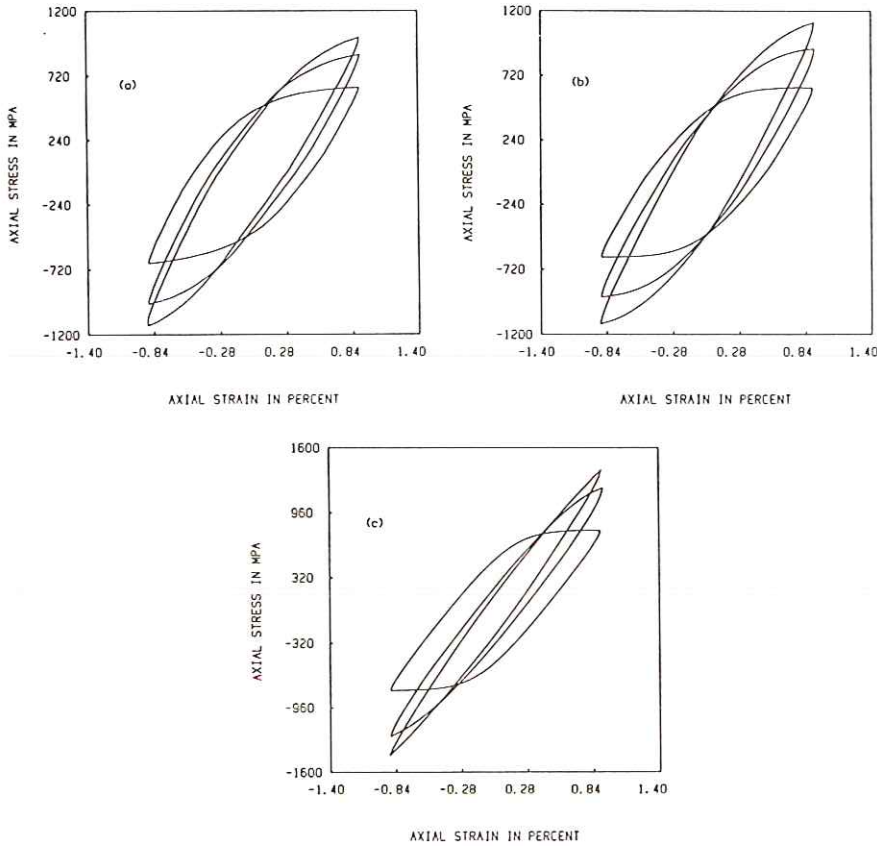 1200
720
240
-240
-720
-1200
AXIAL STRESS IN MPA
(a)
-1.40 -0.84 -0.28 0.28 0.84 1.40
AXIAL STRAIN IN PERCENT
1200
720
240
-240
-720
-1200
AXIAL STRESS IN MPA
(b)
-1.40 -0.84 -0.28 0.28 0.84 1.40
AXIAL STRAIN IN PERCENT
1600
960
320
-320
-960
-1600
AXIAL STRESS IN MPA
(c)
-1.40 -0.84 -0.28 0.28 0.84 1.40
AXIAL STRAIN IN PERCENT